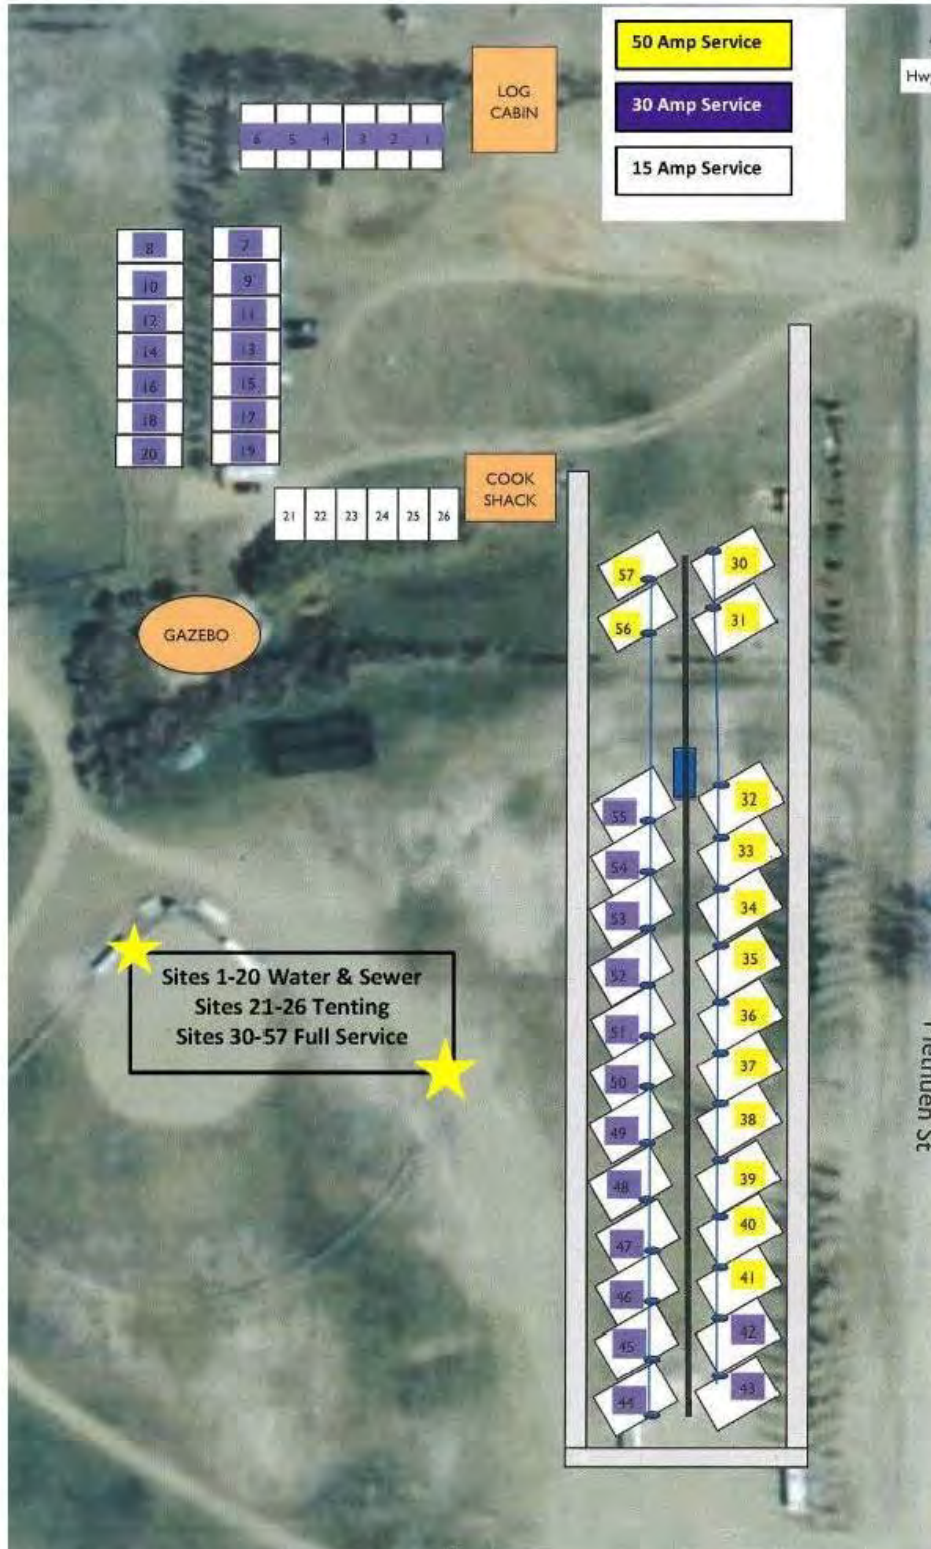 50 Amp Service
Hwy
30 Amp Service
15 Amp Service
LOG
CABIN
6 5 4 3 2 1
8 7
10 9
12 11
14 13
16 15
18 17
20 19
COOK
SHACK
21 22 23 24 25 26
57 30
56 31
GAZEBO
55 32
54 33
53 34
52 35
51 36
50 37
49 38
48 39
47 40
46 41
45 42
44 43
Sites 1-20 Water & Sewer
Sites 21-26 Tenting
Sites 30-57 Full Service
Methuen St